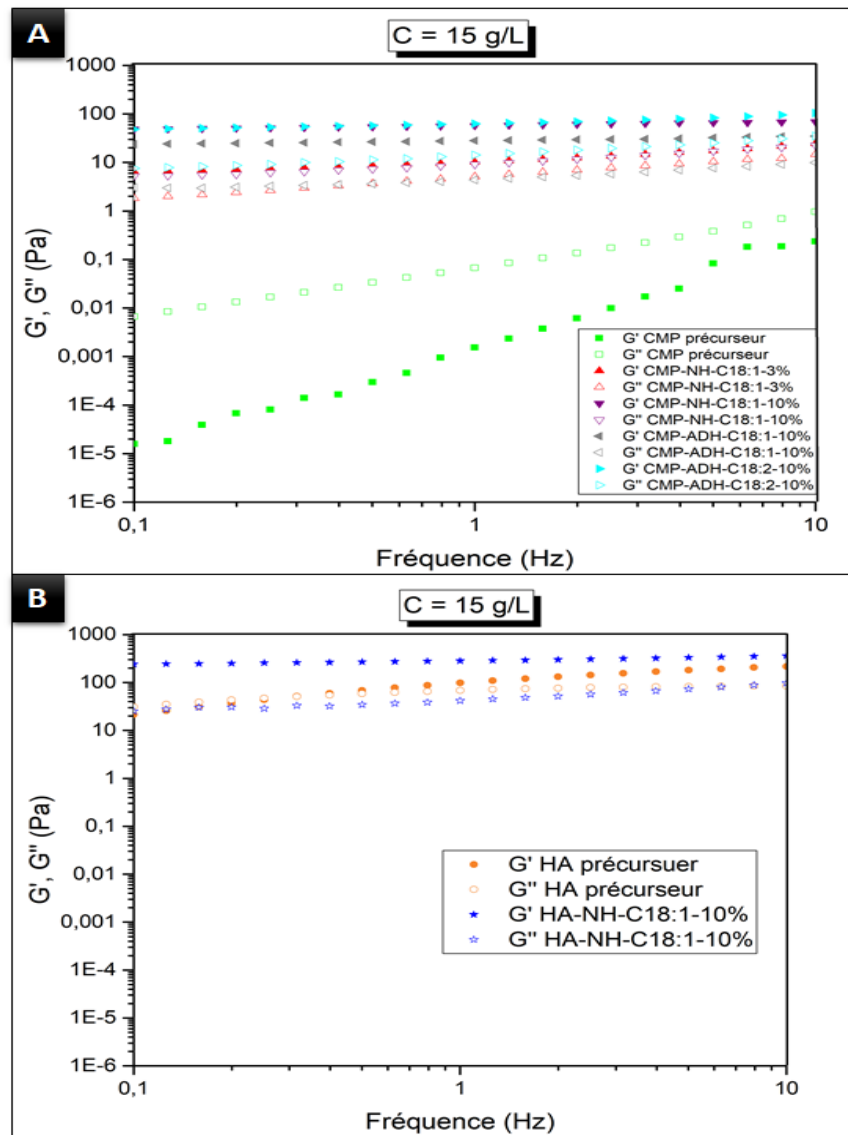 A
C = 15 g/L
G', G'' (Pa)
1000
100
10
1
0,1
0,01
0,001
1E-4
1E-5
1E-6
G' CMP précurseur
G'' CMP précurseur
G' CMP-NH-C18:1-3%
G'' CMP-NH-C18:1-3%
G' CMP-NH-C18:1-10%
G'' CMP-NH-C18:1-10%
G' CMP-ADH-C18:1-10%
G'' CMP-ADH-C18:1-10%
G' CMP-ADH-C18:2-10%
G'' CMP-ADH-C18:2-10%
0,1
1
10
Fréquence (Hz)
B
C = 15 g/L
G', G'' (Pa)
1000
100
10
1
0,1
0,01
0,001
1E-4
1E-5
1E-6
G' HA précursuer
G'' HA précurseur
G' HA-NH-C18:1-10%
G'' HA-NH-C18:1-10%
0,1
1
10
Fréquence (Hz)